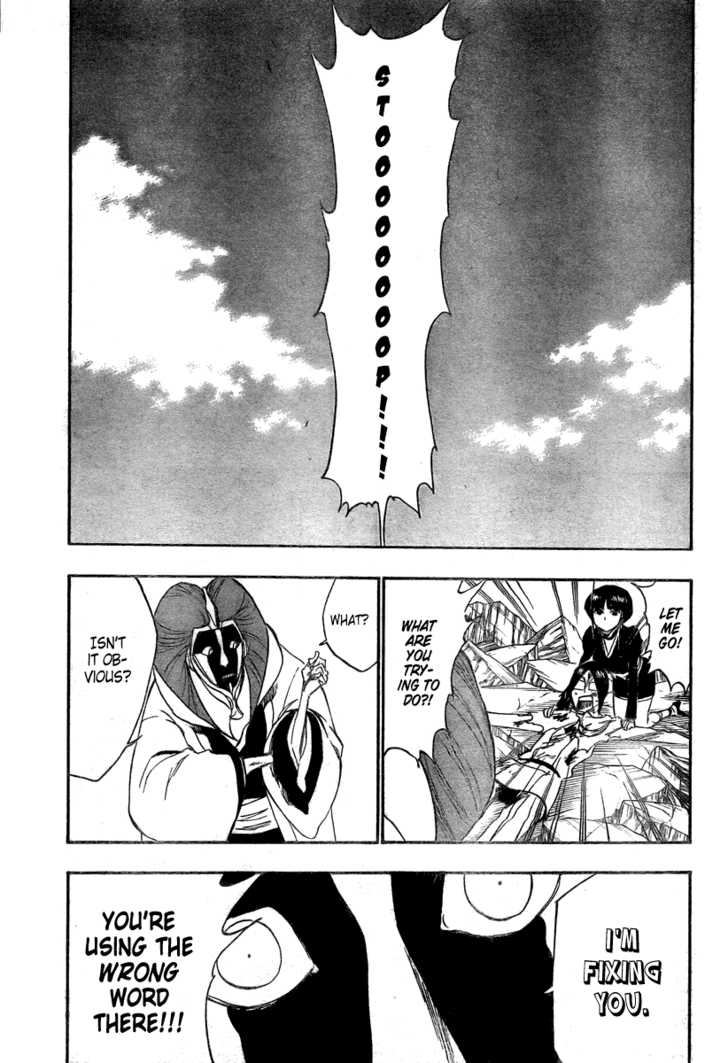 STOOOOOOOOP!!!
LET
ME
GO!
WHAT
ARE
YOU
TRY-
ING TO
DO?!
WHAT?
ISN'T
IT OB-
VIOUS?
I'M
FIXING
YOU.
YOU'RE
USING THE
WRONG
WORD
THERE!!!